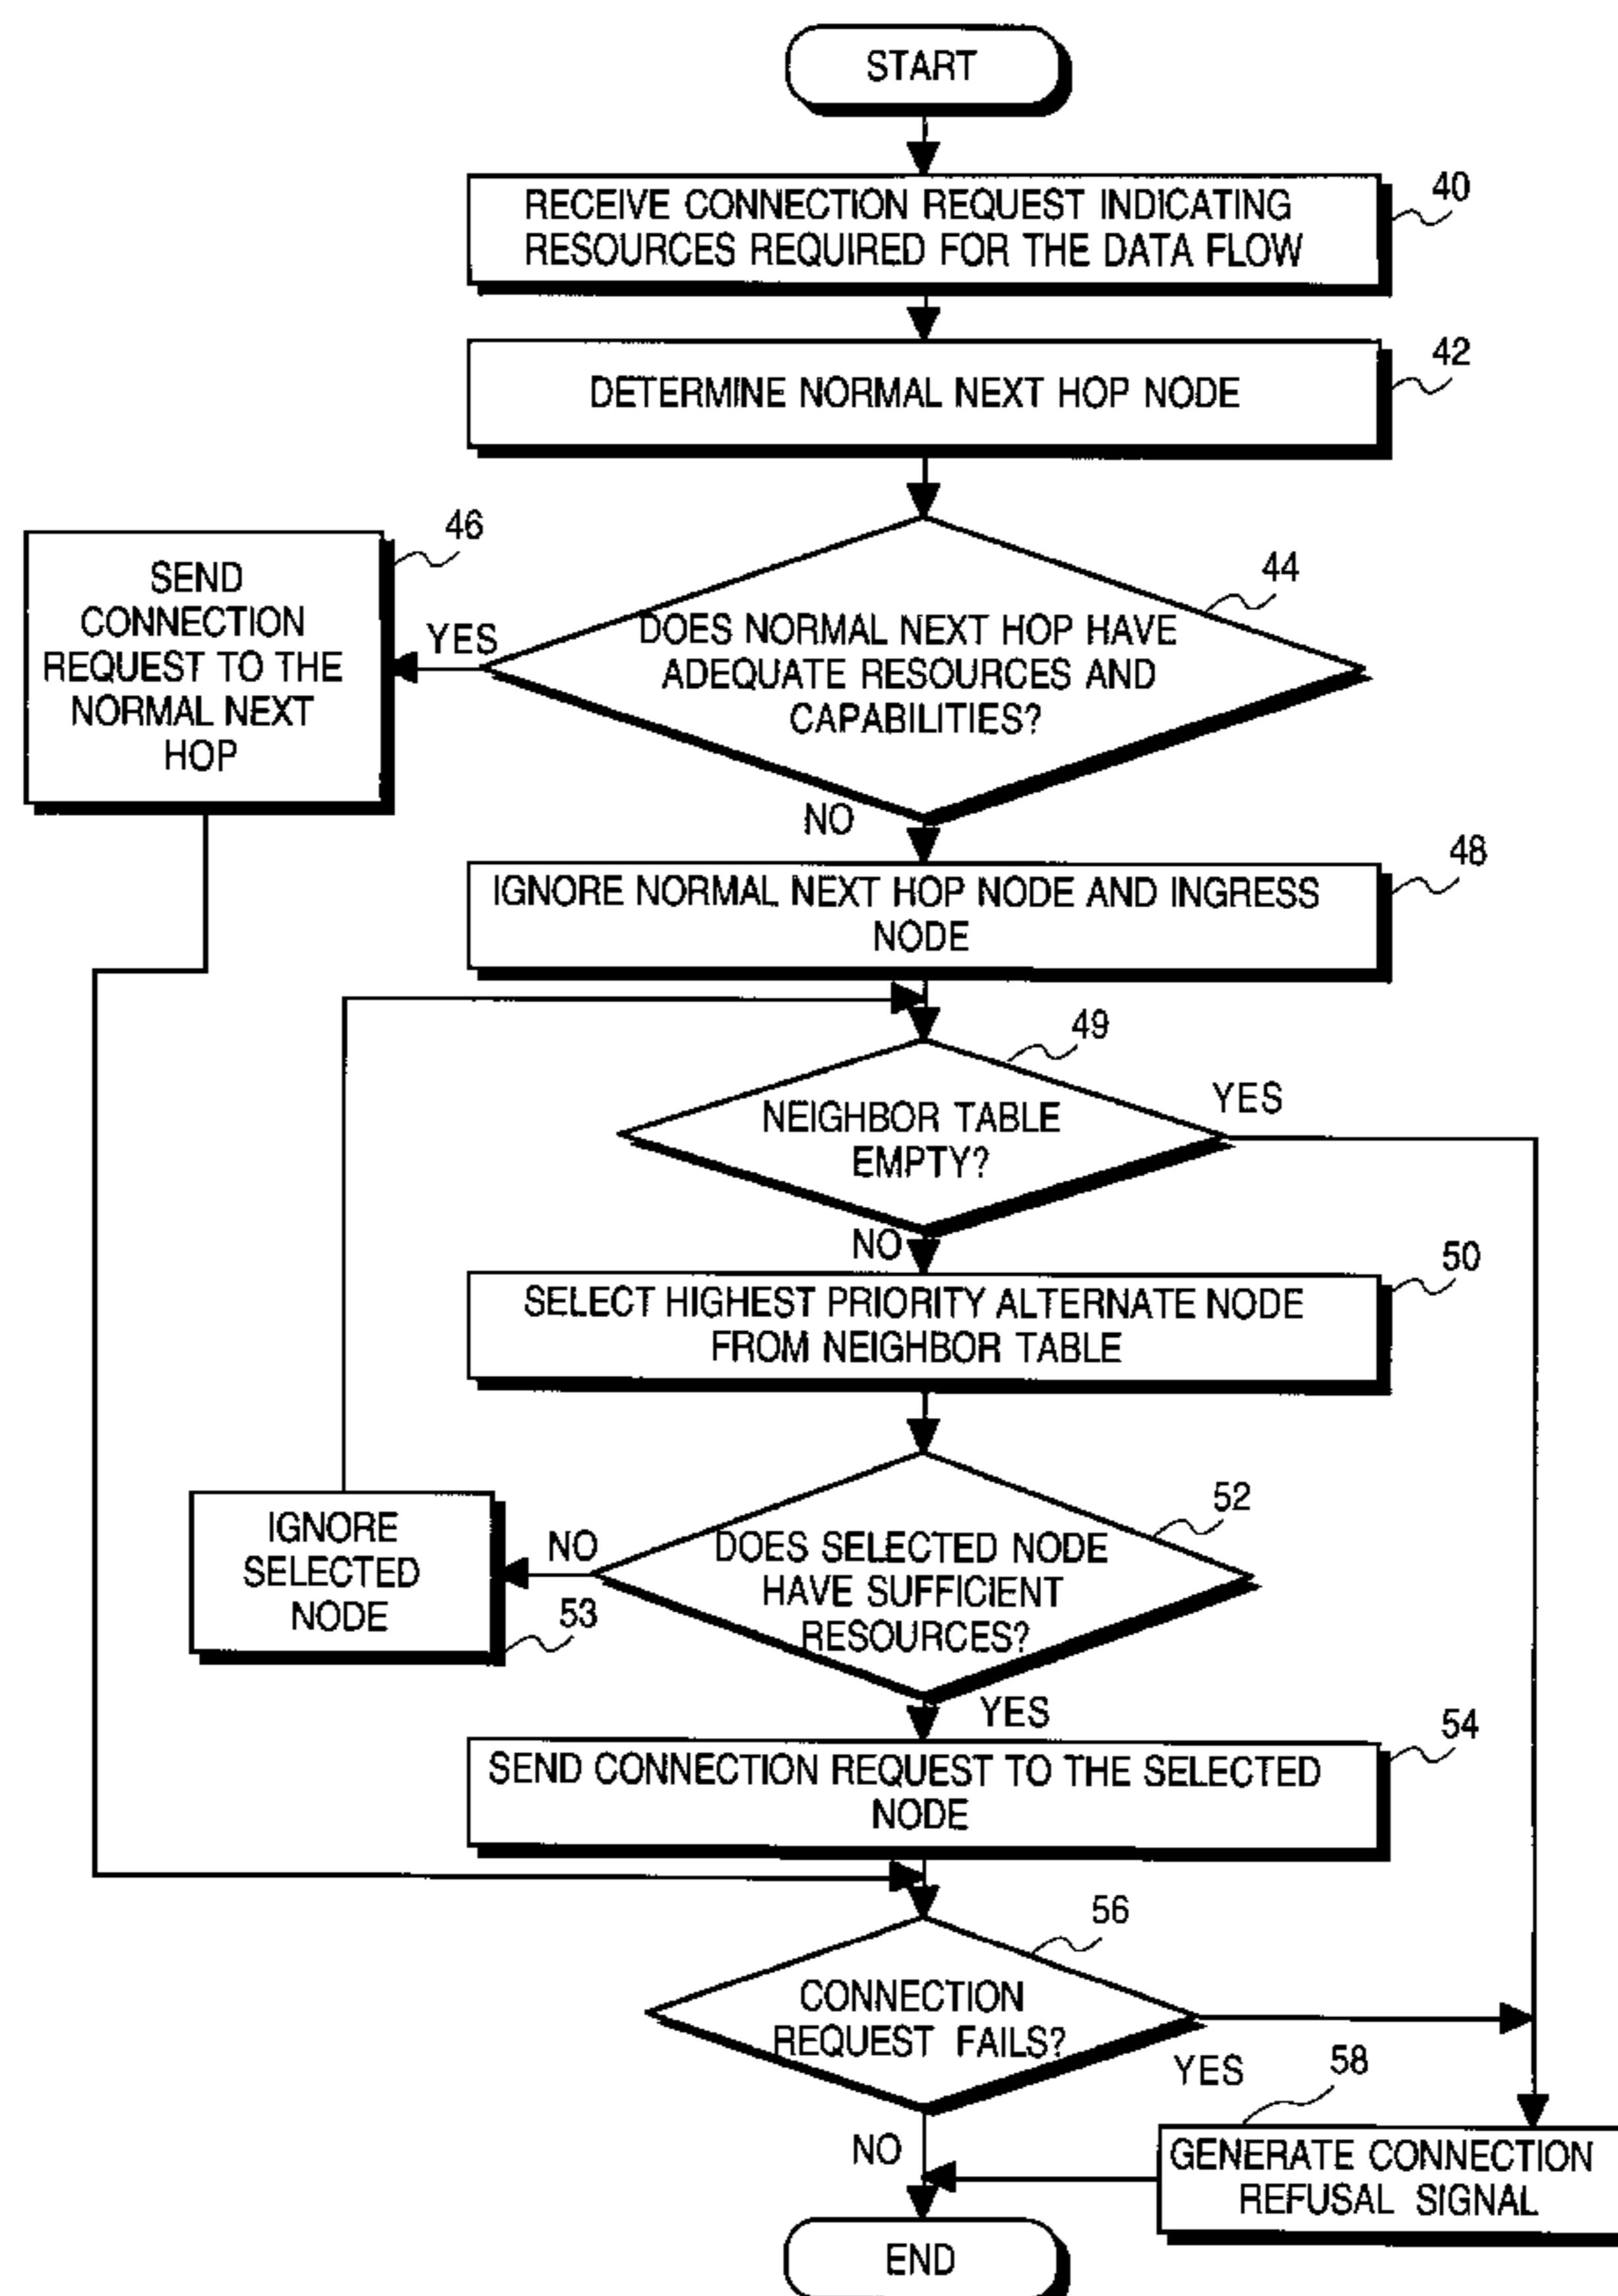 START
RECEIVE CONNECTION REQUEST INDICATING
RESOURCES REQUIRED FOR THE DATA FLOW
40
DETERMINE NORMAL NEXT HOP NODE
42
SEND
CONNECTION
REQUEST TO THE
NORMAL NEXT
HOP
46
YES
DOES NORMAL NEXT HOP HAVE
ADEQUATE RESOURCES AND
CAPABILITIES?
44
NO
IGNORE NORMAL NEXT HOP NODE AND INGRESS
NODE
48
NEIGHBOR TABLE
EMPTY?
49
YES
NO
SELECT HIGHEST PRIORITY ALTERNATE NODE
FROM NEIGHBOR TABLE
50
DOES SELECTED NODE
HAVE SUFFICIENT
RESOURCES?
52
NO
IGNORE
SELECTED
NODE
53
YES
SEND CONNECTION REQUEST TO THE SELECTED
NODE
54
CONNECTION
REQUEST FAILS?
56
YES
58
NO
GENERATE CONNECTION
REFUSAL SIGNAL
END